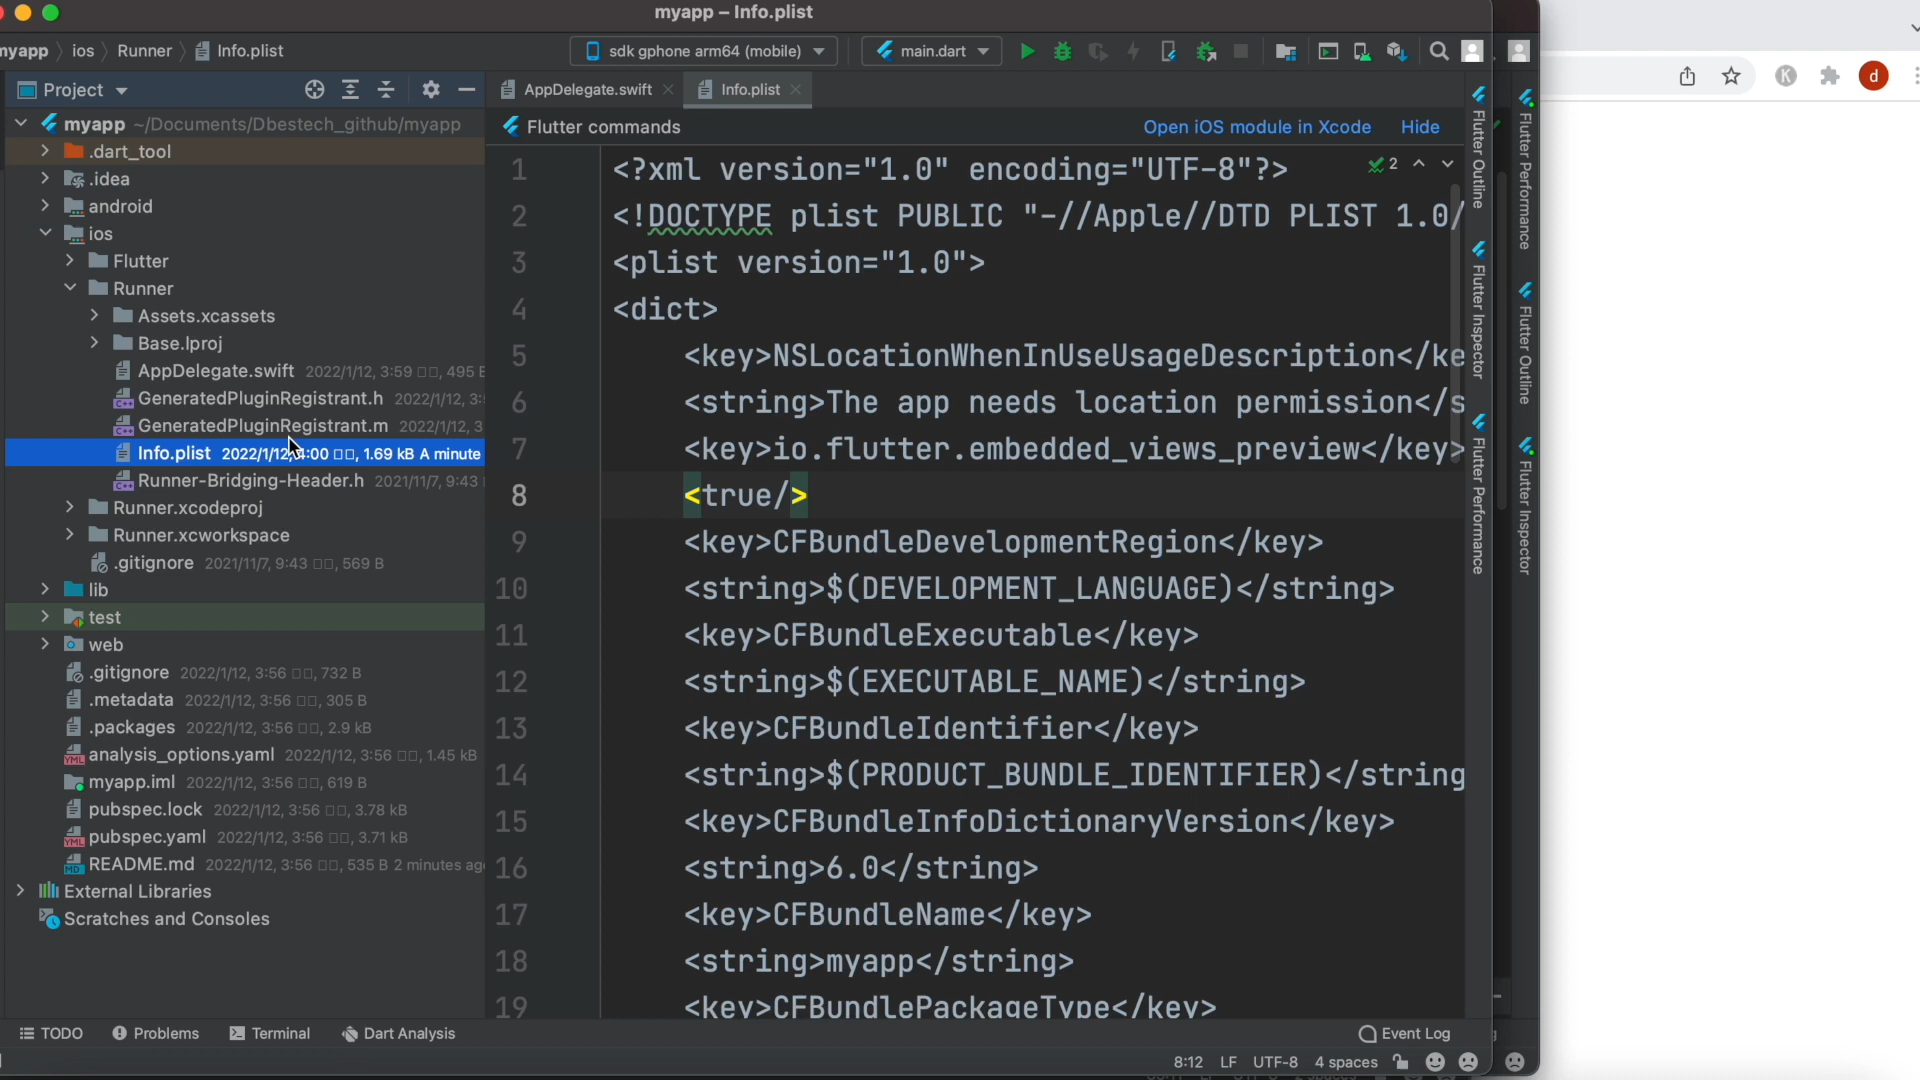 myapp – Info.plist
myapp ios Runner Info.plist
sdk gphone arm64 (mobile) main.dart
Project
AppDelegate.swift Info.plist
myapp ~/Documents/Dbestech_github/myapp
.dart_tool
.idea
android
ios
Flutter
Runner
Assets.xcassets
Base.lproj
AppDelegate.swift 2022/1/12, 3:59 , 495 B
GeneratedPluginRegistrant.h 2022/1/12, 3:
GeneratedPluginRegistrant.m 2022/1/12, 3
Info.plist 2022/1/12, 4:00 , 1.69 kB A minute
Runner-Bridging-Header.h 2021/11/7, 9:43
Runner.xcodeproj
Runner.xcworkspace
.gitignore 2021/11/7, 9:43 , 569 B
lib
test
web
.gitignore 2022/1/12, 3:56 , 732 B
.metadata 2022/1/12, 3:56 , 305 B
.packages 2022/1/12, 3:56 , 2.9 kB
analysis_options.yaml 2022/1/12, 3:56 , 1.45 kB
myapp.iml 2022/1/12, 3:56 , 619 B
pubspec.lock 2022/1/12, 3:56 , 3.78 kB
pubspec.yaml 2022/1/12, 3:56 , 3.71 kB
README.md 2022/1/12, 3:56 , 535 B 2 minutes ag
External Libraries
Scratches and Consoles
Flutter commands Open iOS module in Xcode Hide
1 <?xml version="1.0" encoding="UTF-8"?> 2
2 <!DOCTYPE plist PUBLIC "-//Apple//DTD PLIST 1.0/
3 <plist version="1.0">
4 <dict>
5 <key>NSLocationWhenInUseUsageDescription</ke
6 <string>The app needs location permission</s
7 <key>io.flutter.embedded_views_preview</key>
8 <true/>
9 <key>CFBundleDevelopmentRegion</key>
10 <string>$(DEVELOPMENT_LANGUAGE)</string>
11 <key>CFBundleExecutable</key>
12 <string>$(EXECUTABLE_NAME)</string>
13 <key>CFBundleIdentifier</key>
14 <string>$(PRODUCT_BUNDLE_IDENTIFIER)</string
15 <key>CFBundleInfoDictionaryVersion</key>
16 <string>6.0</string>
17 <key>CFBundleName</key>
18 <string>myapp</string>
19 <key>CFBundlePackageType</key>
Flutter Outline
Flutter Inspector
Flutter Performance
Flutter Performance
Flutter Outline
Flutter Inspector
K d
TODO Problems Terminal Dart Analysis Event Log
8:12 LF UTF-8 4 spaces